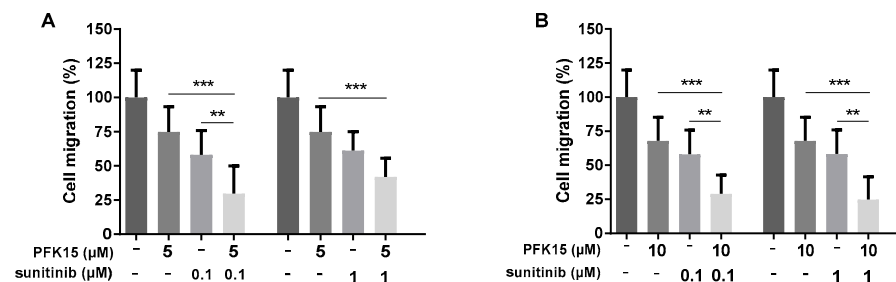 A
B
150
125
100
75
50
25
0
Cell migration (%)
*** ** ***
150
100
75
50
25
0
Cell migration (%)
*** ** *** **
PFK15 (μM) - 5 - 5 - 5 - 5
sunitinib (μM) - - 0.1 0.1 - - 1 1
PFK15 (μM) - 10 - 10 - 10 - 10
sunitinib (μM) - - 0.1 0.1 - - 1 1